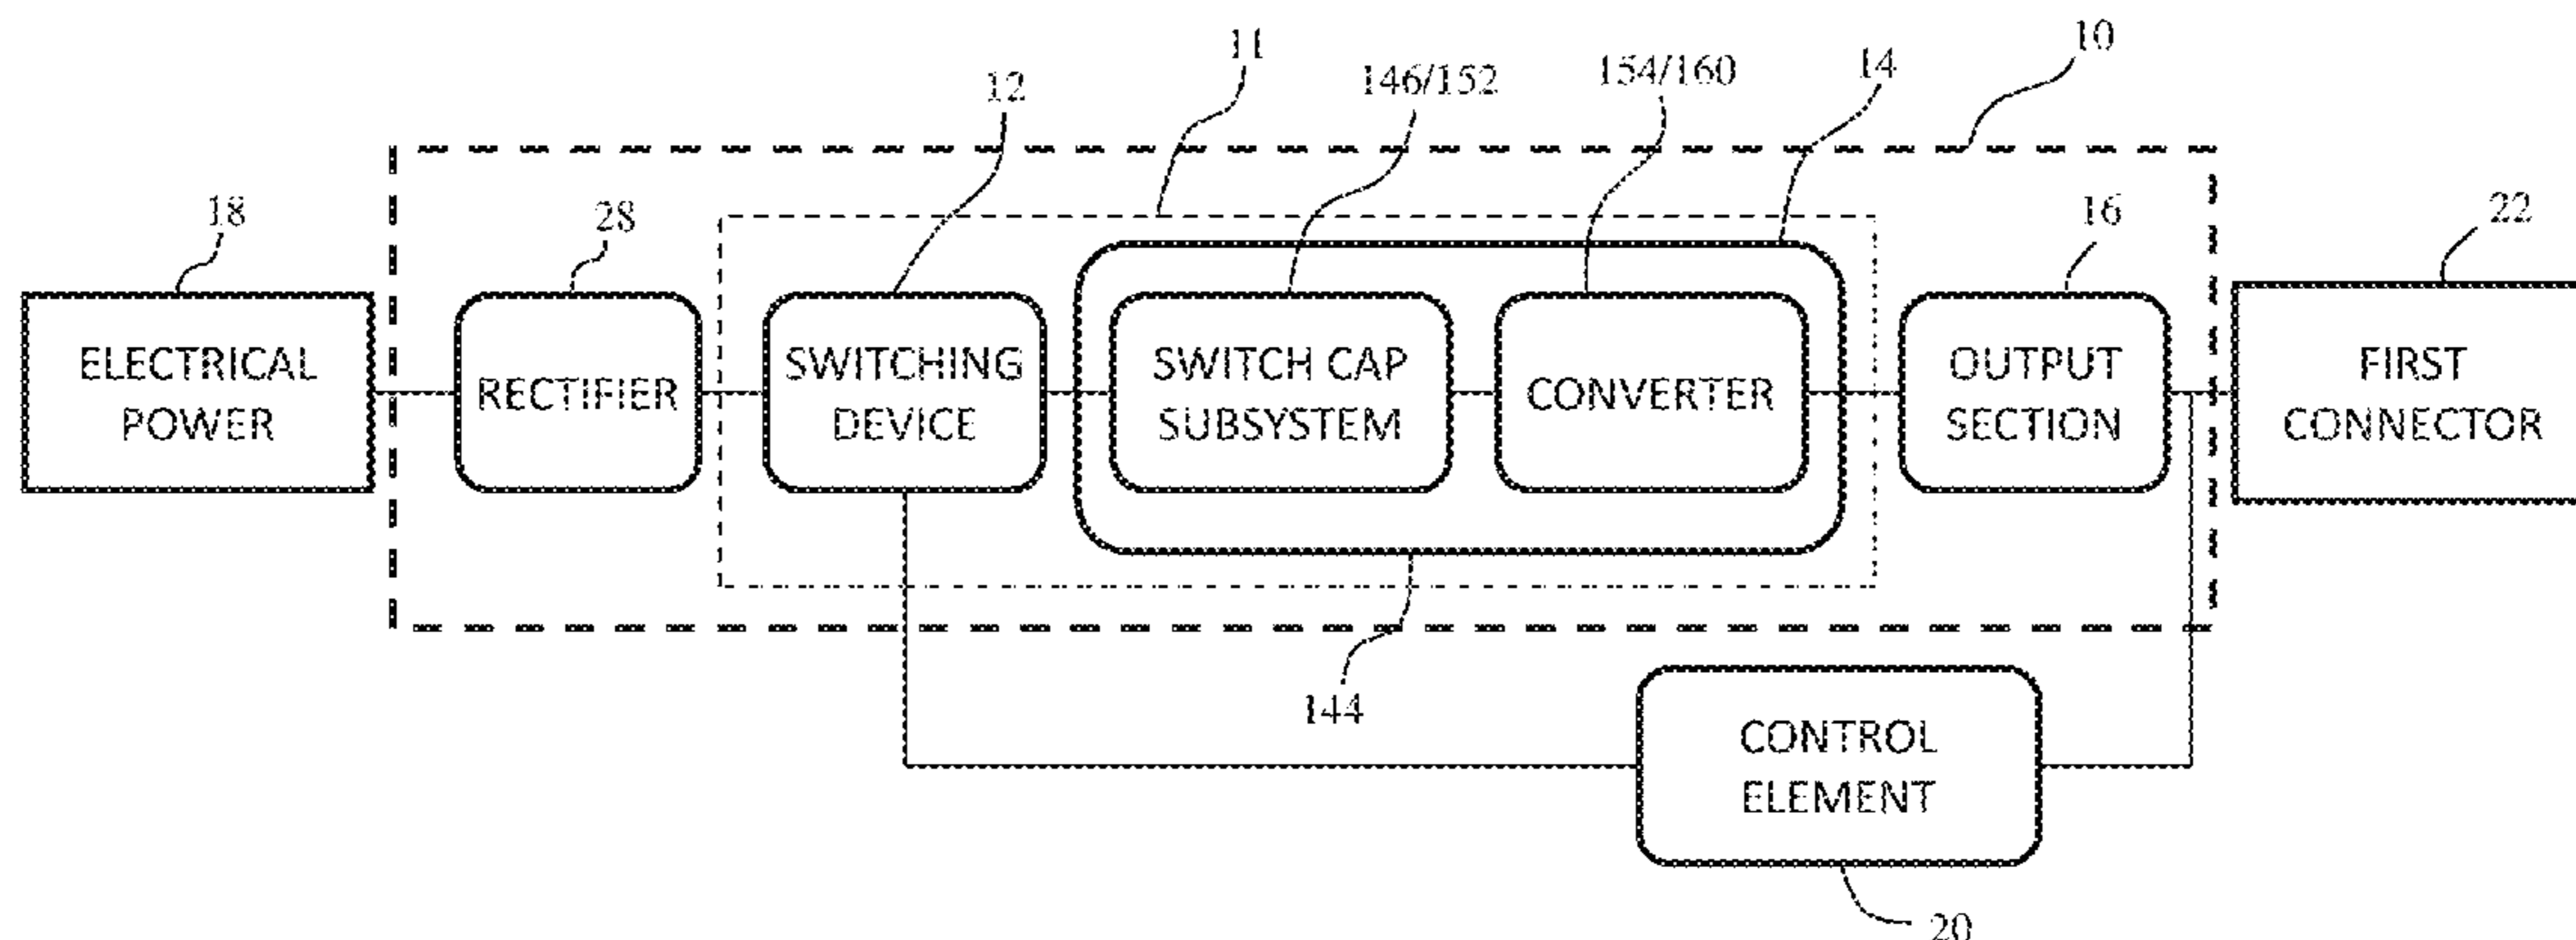 10
11
14
146/152
154/160
12
18
28
16
22
ELECTRICAL
POWER
RECTIFIER
SWITCHING
DEVICE
SWITCH CAP
SUBSYSTEM
CONVERTER
OUTPUT
SECTION
FIRST
CONNECTOR
144
CONTROL
ELEMENT
20